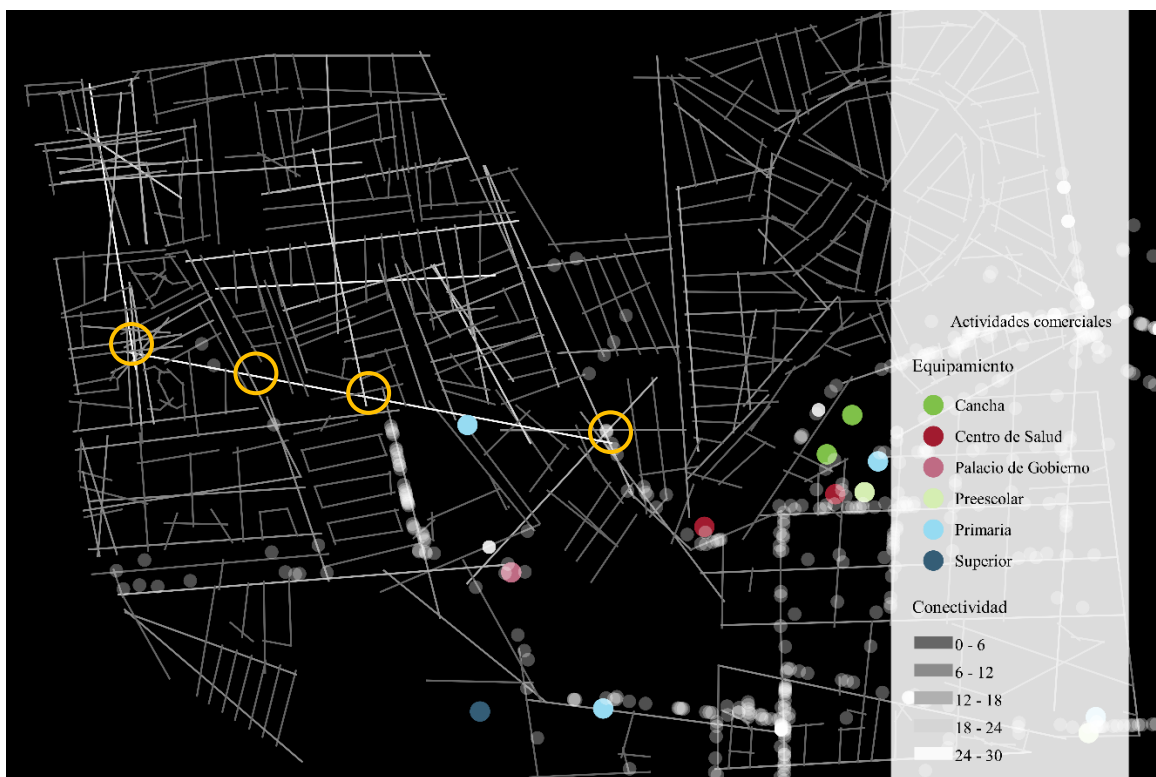 Actividades comerciales
Equipamiento
Cancha
Centro de Salud
Palacio de Gobierno
Preescolar
Primaria
Superior
Conectividad
0 - 6
6 - 12
12 - 18
18 - 24
24 - 30